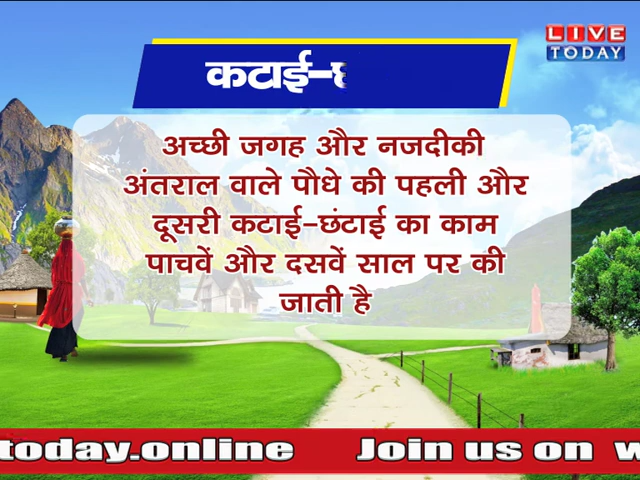 LIVE
TODAY
कटाई-
अच्छी जगह और नजदीकी
अंतराल वाले पौधे की पहली और
दूसरी कटाई-छंटाई का काम
पाचवें और दसवें साल पर की
जाती है
today.online Join us on w